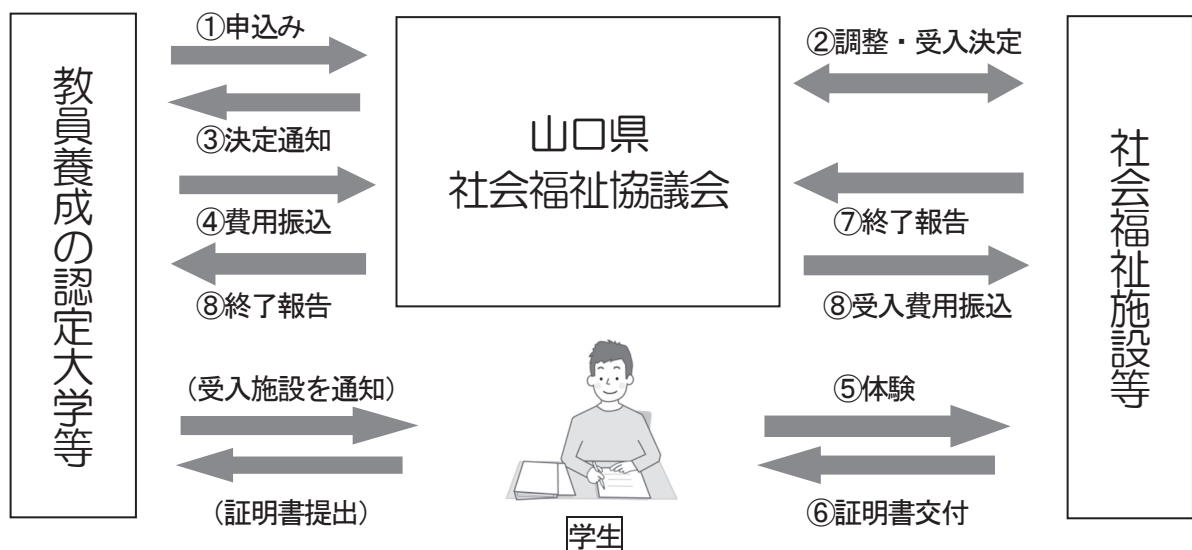 教員養成の認定大学等
①申込み
③決定通知
④費用振込
⑧終了報告
(受入施設を通知)
(証明書提出)
山口県
社会福祉協議会
学生
②調整・受入決定
⑦終了報告
⑧受入費用振込
⑤体験
⑥証明書交付
社会福祉施設等